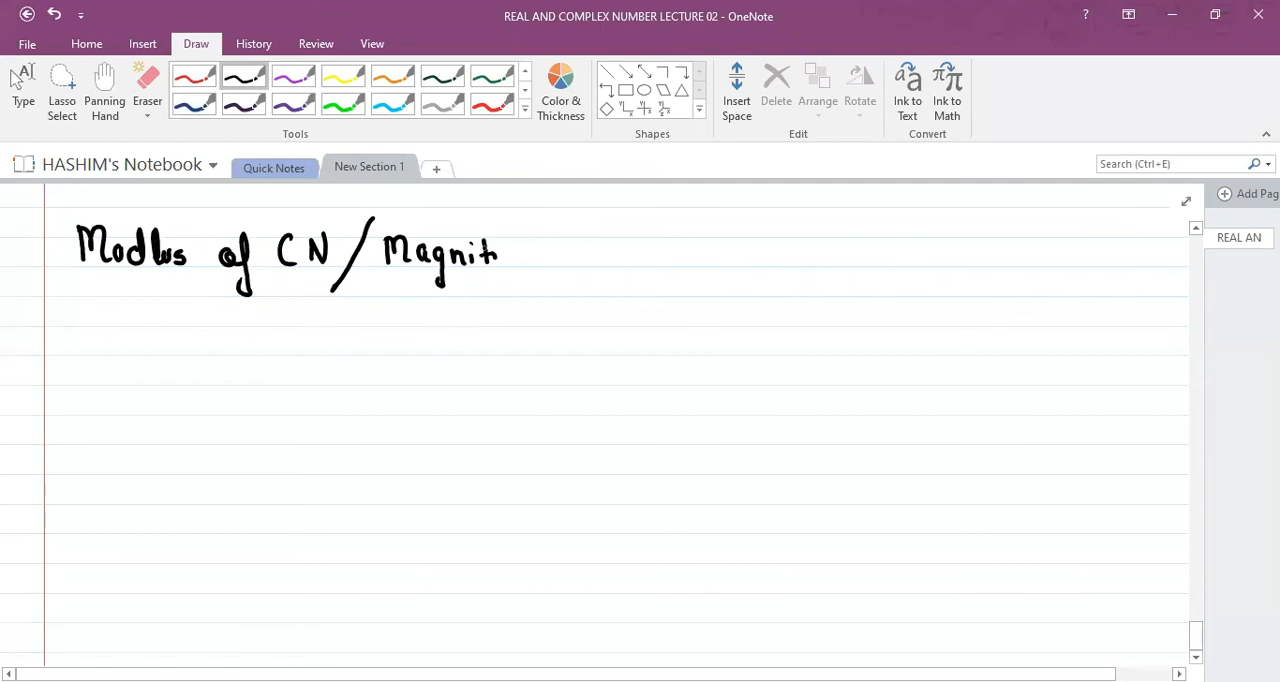 REAL AND COMPLEX NUMBER LECTURE 02 - OneNote
?
File Home Insert Draw History Review View
Type
Lasso Select
Panning Hand
Eraser
Color & Thickness
Insert Space
Delete
Arrange
Rotate
Ink to Text
Ink to Math
Tools
Shapes
Edit
Convert
HASHIM's Notebook
Quick Notes
New Section 1
Search (Ctrl+E)
Add Pag
REAL AN
Modlus of CN / Magnit